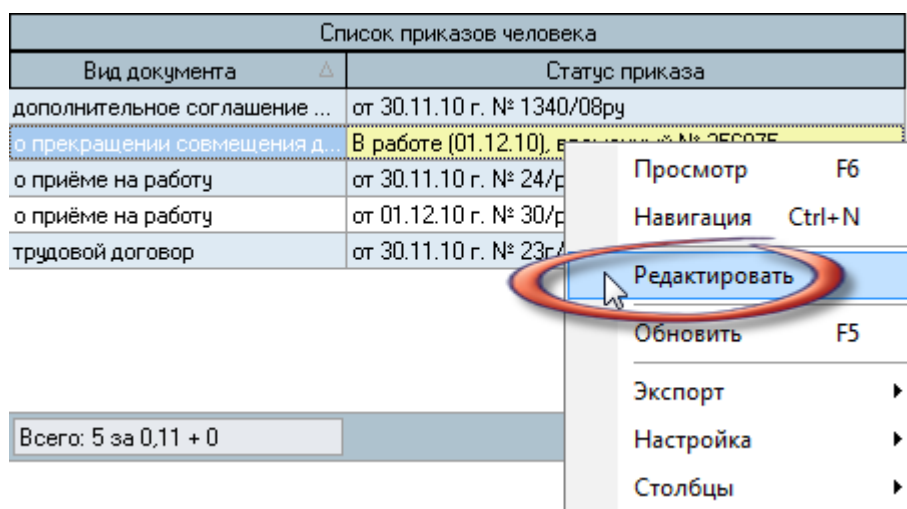 Список приказов человека
Вид документа Статус приказа
дополнительное соглашение ... от 30.11.10 г. № 1340/08ру
о прекращении совмещения д... В работе (01.12.10),
о приёме на работу от 30.11.10 г. № 24/р
о приёме на работу от 01.12.10 г. № 30/р
трудовой договор от 30.11.10 г. № 23г/
Просмотр F6
Навигация Ctrl+N
Редактировать
Обновить F5
Экспорт
Настройка
Столбцы
Всего: 5 за 0,11 + 0